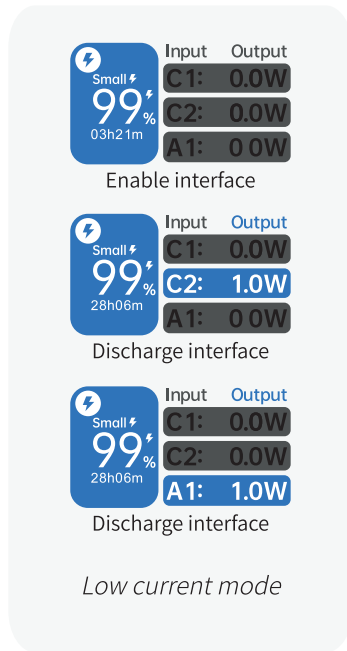 Input Output
Small
C1: 0.0W
99%
C2: 0.0W
03h21m
A1: 0 0W
Enable interface
Input Output
Small
C1: 0.0W
99%
C2: 1.0W
28h06m
A1: 0 0W
Discharge interface
Input Output
Small
C1: 0.0W
99%
C2: 0.0W
28h06m
A1: 1.0W
Discharge interface
Low current mode